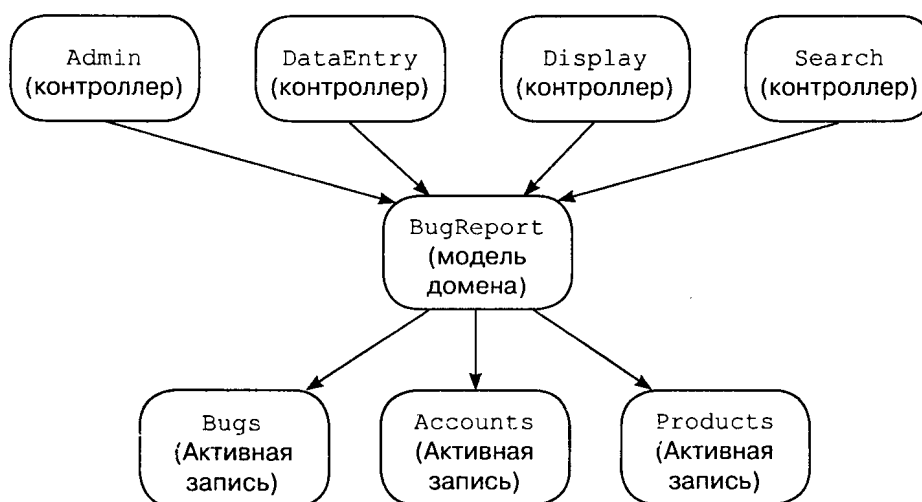 Admin
(контроллер)
DataEntry
(контроллер)
Display
(контроллер)
Search
(контроллер)
BugReport
(модель
домена)
Bugs
(Активная
запись)
Accounts
(Активная
запись)
Products
(Активная
запись)